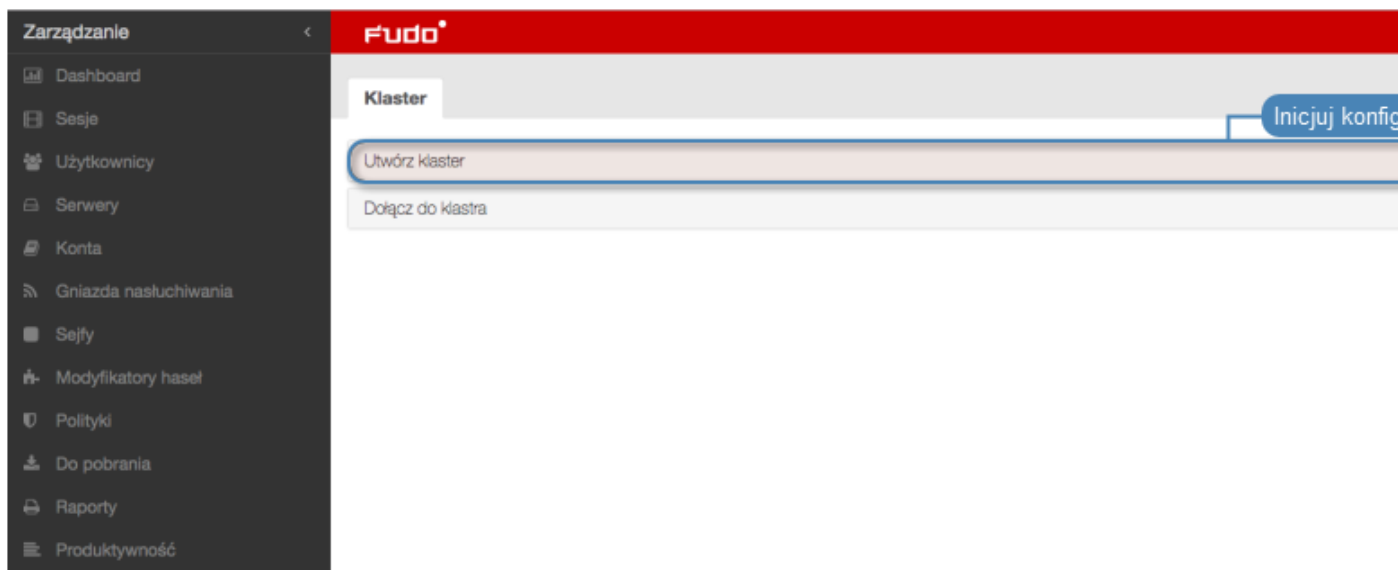 Zarządzanie
Fudo
Dashboard
Sesje
Użytkownicy
Serwery
Konta
Gniazda nasłuchiwania
Sejfy
Modyfikatory haseł
Polityki
Do pobrania
Raporty
Produktywność
Klaster
Inicjuj
Utwórz klaster
Dołącz do klastra